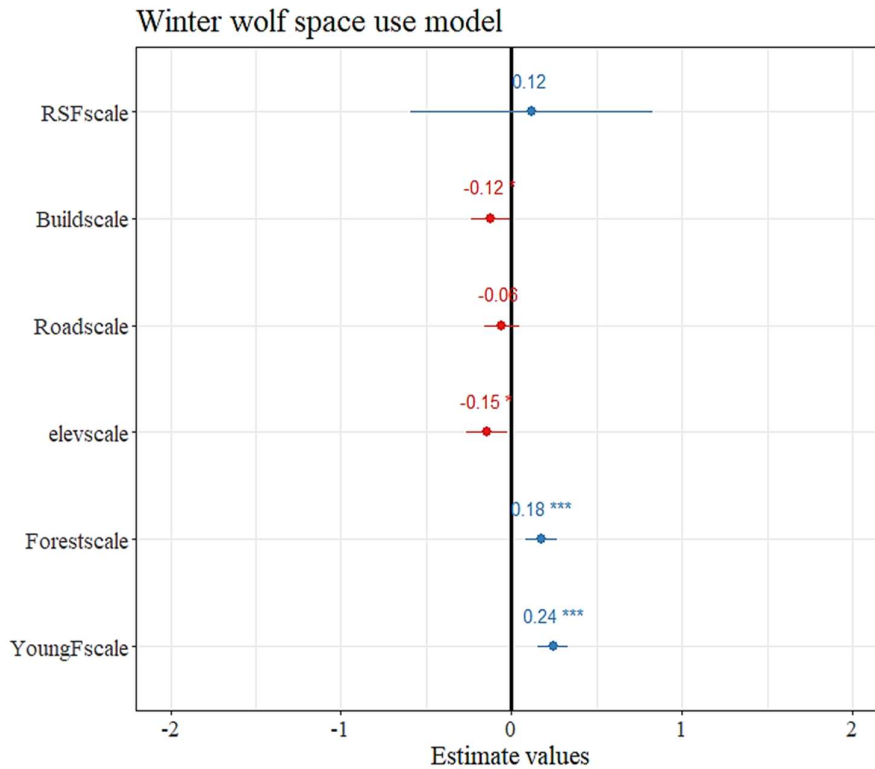 Winter wolf space use model
RSFscale
0.12
Buildscale
-0.12 *
Roadscale
-0.06
elevscale
-0.15 *
Forestscale
0.18 ***
YoungFscale
0.24 ***
-2 -1 0 1 2
Estimate values